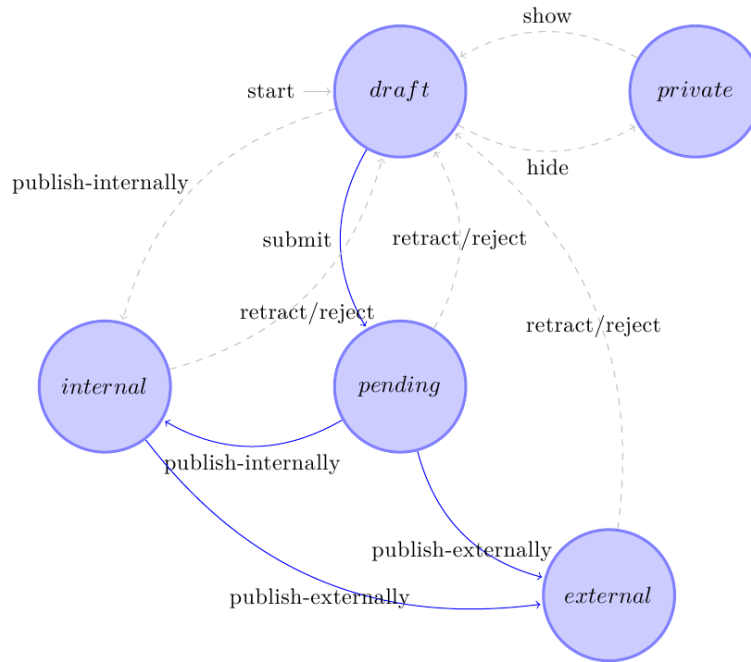 show
start
draft
private
hide
publish-internally
submit
retract/reject
retract/reject
retract/reject
internal
pending
publish-internally
publish-externally
publish-externally
external